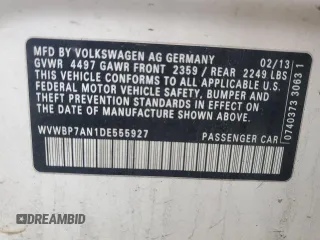 MFD BY VOLKSWAGEN AG GERMANY 02/13
GVWR 4497 GAWR FRONT 2359 / REAR 2249 LBS
THIS VEHICLE CONFORMS TO ALL APPLICABLE U.S.
FEDERAL MOTOR VEHICLE SAFETY, BUMPER, AND
THEFT PREVENTION STANDARDS IN EFFECT ON THE
DATE OF MANUFACTURE SHOWN ABOVE.
WVWBP7AN1DE555927 PASSENGER CAR
0740373 3063 1
DREAMBID